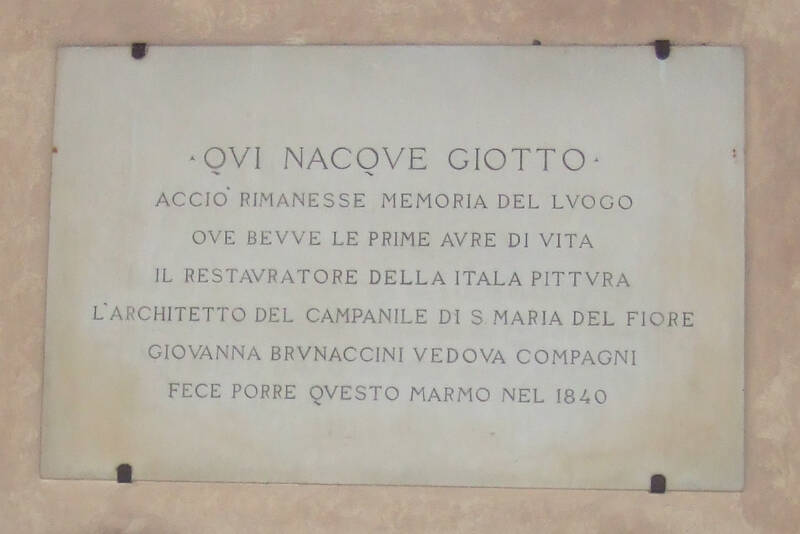 ·QVI NACQVE GIOTTO·
ACCIO' RIMANESSE MEMORIA DEL LVOGO
OVE BEVVE LE PRIME AVRE DI VITA
IL RESTAVRATORE DELLA ITALA PITTVRA
L'ARCHITETTO DEL CAMPANILE DI S. MARIA DEL FIORE
GIOVANNA BRVNACCINI VEDOVA COMPAGNI
FECE PORRE QVESTO MARMO NEL 1840